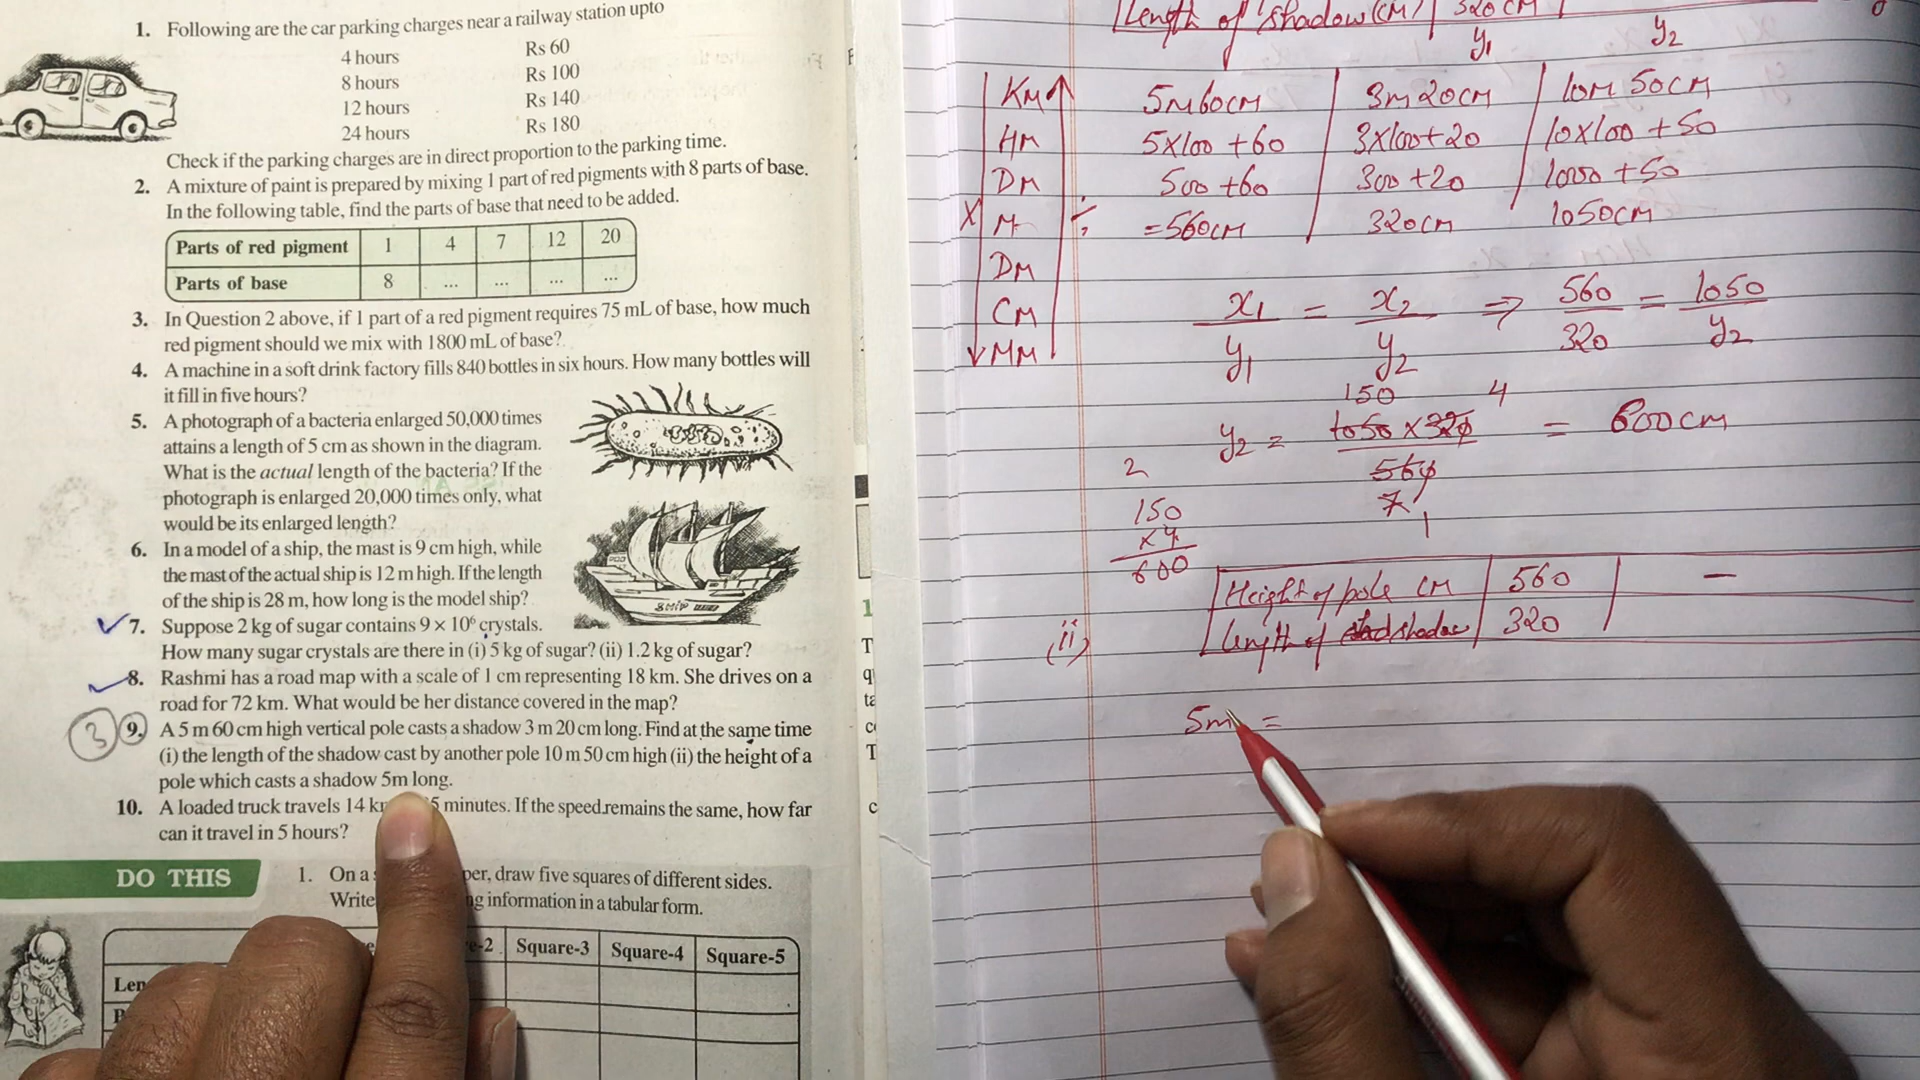 1. Following are the car parking charges near a railway station upto
4 hours Rs 60
8 hours Rs 100
12 hours Rs 140
24 hours Rs 180
Check if the parking charges are in direct proportion to the parking time.
2. A mixture of paint is prepared by mixing 1 part of red pigments with 8 parts of base.
In the following table, find the parts of base that need to be added.
Parts of red pigment 1 4 7 12 20
Parts of base 8 ... ... ... ...
3. In Question 2 above, if 1 part of a red pigment requires 75 mL of base, how much
red pigment should we mix with 1800 mL of base?
4. A machine in a soft drink factory fills 840 bottles in six hours. How many bottles will
it fill in five hours?
5. A photograph of a bacteria enlarged 50,000 times
attains a length of 5 cm as shown in the diagram.
What is the actual length of the bacteria? If the
photograph is enlarged 20,000 times only, what
would be its enlarged length?
6. In a model of a ship, the mast is 9 cm high, while
the mast of the actual ship is 12 m high. If the length
of the ship is 28 m, how long is the model ship?
SHIP
7. Suppose 2 kg of sugar contains 9 × 10⁶ crystals.
How many sugar crystals are there in (i) 5 kg of sugar? (ii) 1.2 kg of sugar?
8. Rashmi has a road map with a scale of 1 cm representing 18 km. She drives on a
road for 72 km. What would be her distance covered in the map?
3 9. A 5 m 60 cm high vertical pole casts a shadow 3 m 20 cm long. Find at the same time
(i) the length of the shadow cast by another pole 10 m 50 cm high (ii) the height of a
pole which casts a shadow 5m long.
10. A loaded truck travels 14 5 minutes. If the speed remains the same, how far
can it travel in 5 hours?
DO THIS
1. On a draw five squares of different sides.
Write information in a tabular form.
-2 Square-3 Square-4 Square-5
Len
Length of shadow (CM) 320 CM
y₁ y₂
KM 5M60CM 3M 20CM 10M 50CM
HM 5×100 +60 3×100+20 10×100 +50
DM 500+60 300+20 1000+50
X M ÷ =560CM 320CM 1050CM
DM
CM x₁/y₁ = x₂/y₂ ⇒ 560/320 = 1050/y₂
MM
150 4
y₂ = 1050 × 320 / 560 = 600 CM
7 1
2
150
×4
600
Height of pole CM 560 —
(ii) Length of shadow 320
5m =